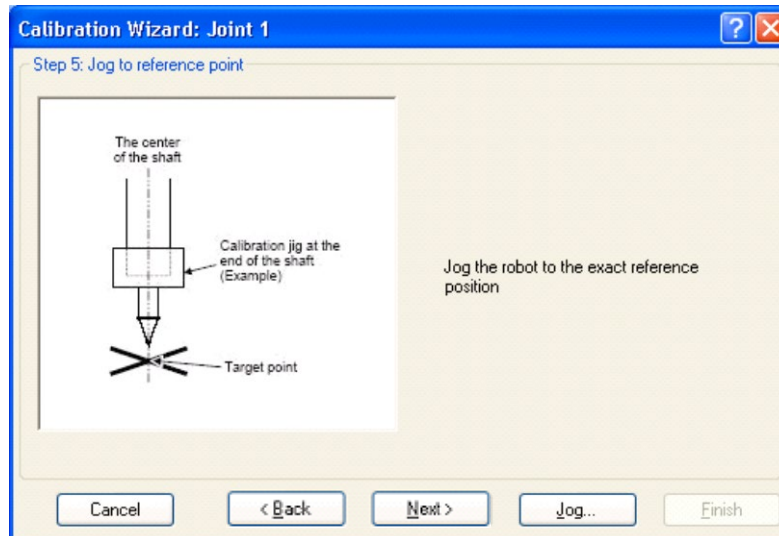 Calibration Wizard: Joint 1
Step 5: Jog to reference point
The center
of the shaft
Calibration jig at the
end of the shaft
(Example)
Target point
Jog the robot to the exact reference
position
Cancel
< Back
Next >
Jog...
Finish